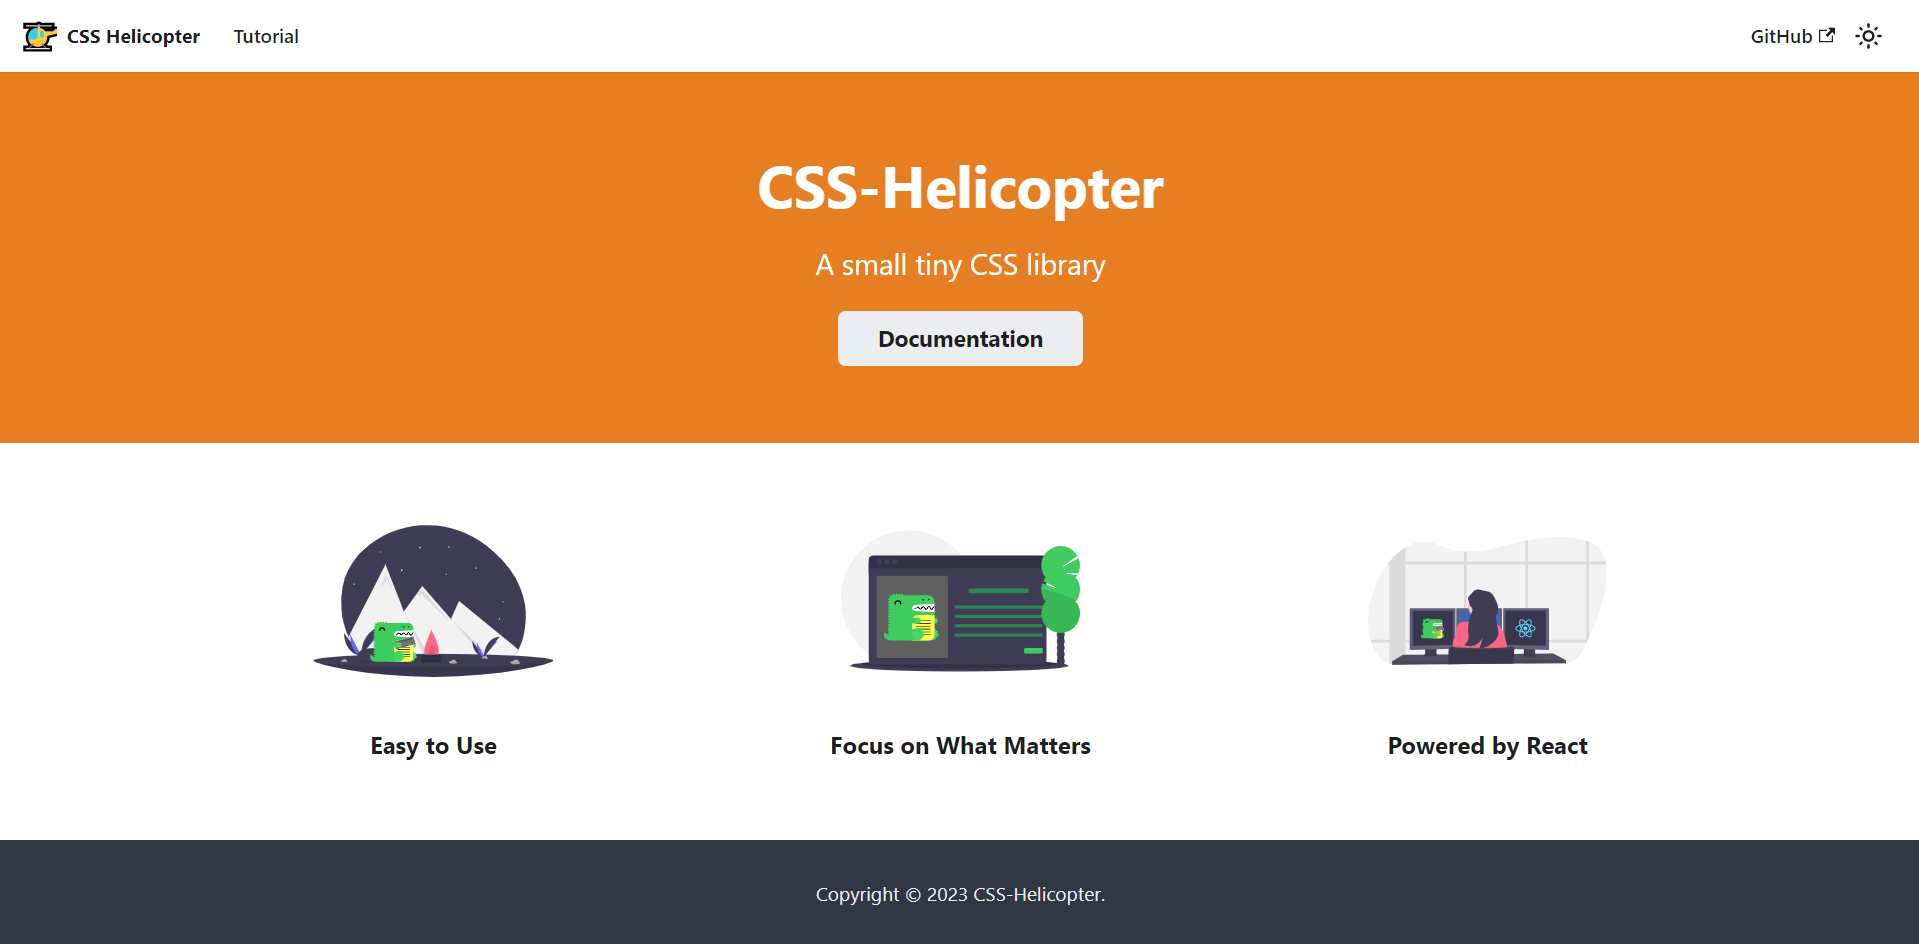 CSS Helicopter
Tutorial
GitHub
CSS-Helicopter
A small tiny CSS library
Documentation
Easy to Use
Focus on What Matters
Powered by React
Copyright © 2023 CSS-Helicopter.